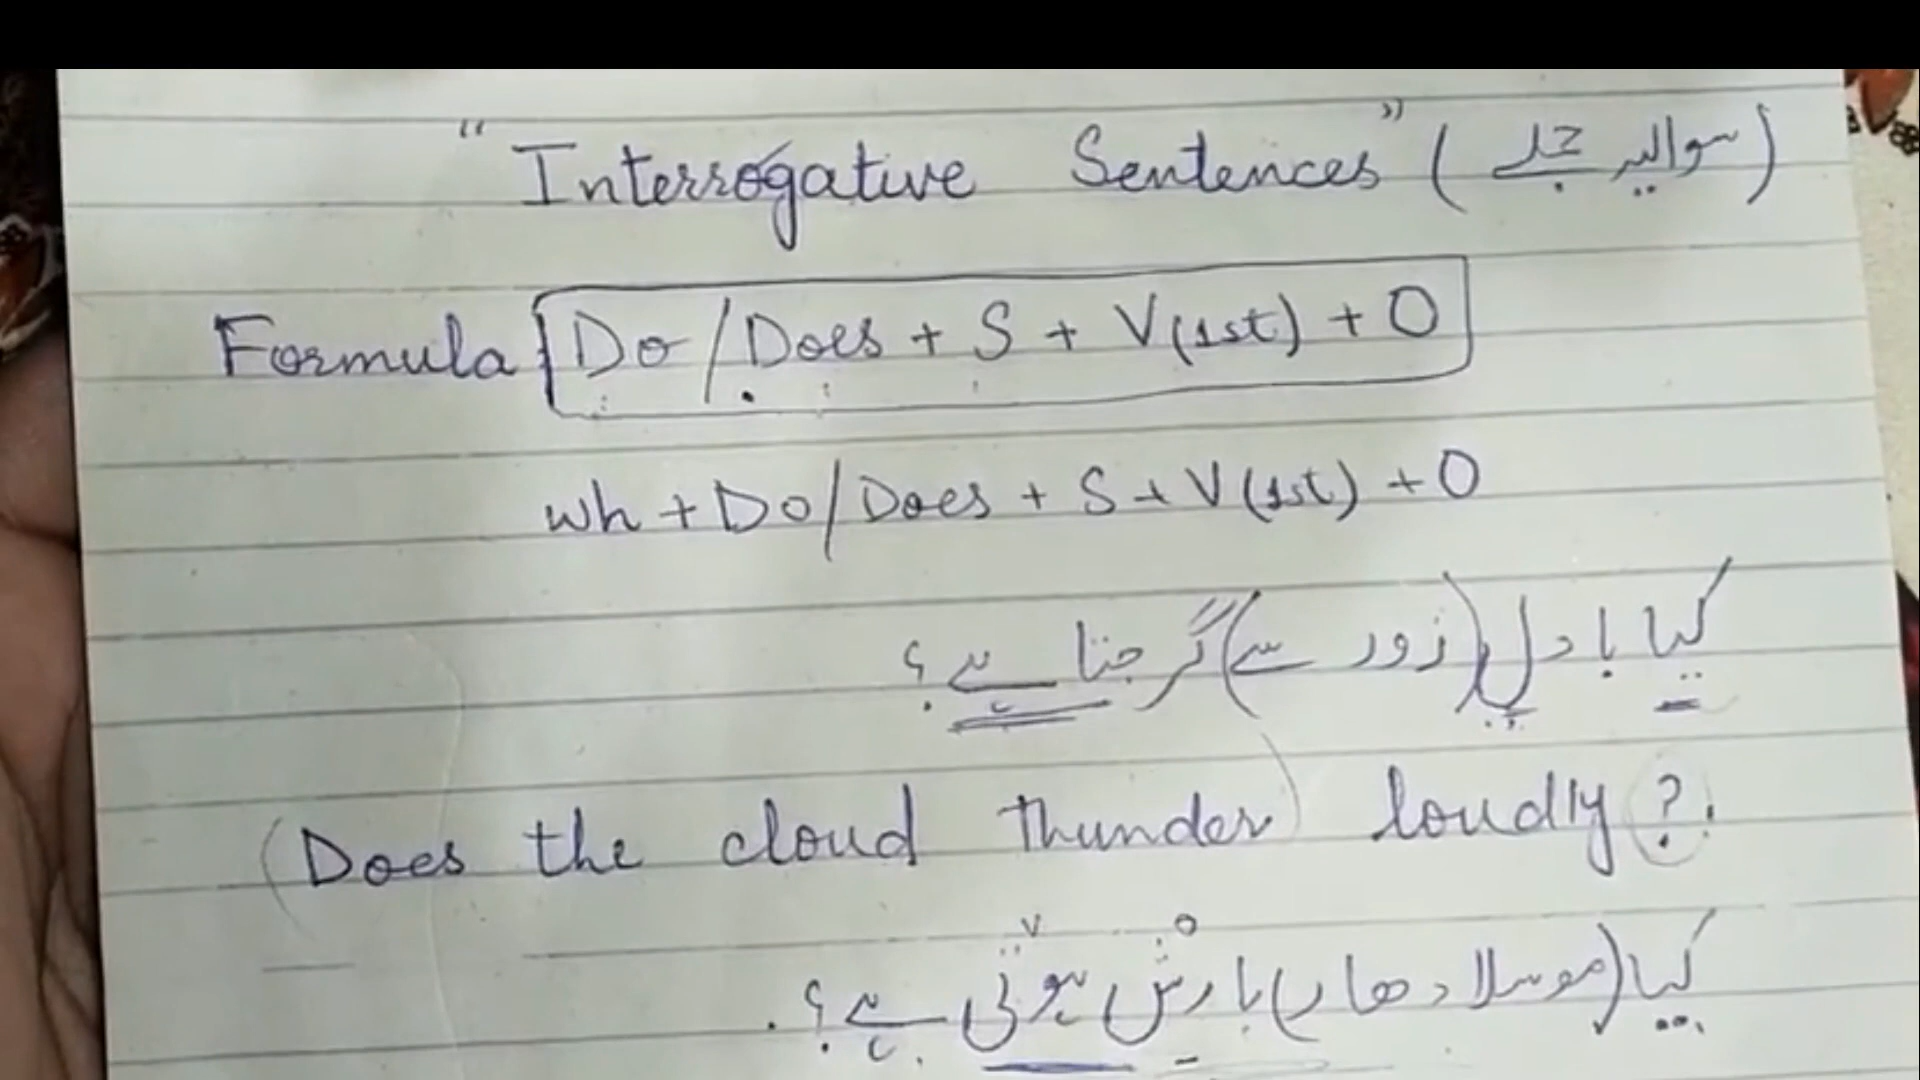 "Interrogative Sentences" (سوالیہ جملے)
Formula: Do/Does + S + V(1st) + O
Wh + Do/Does + S + V(1st) + O
کیا بادل (زور سے) گرجتا ہے؟
(Does the cloud thunder) loudly?
V O
کیا (موسلادھار) بارش ہوتی ہے؟